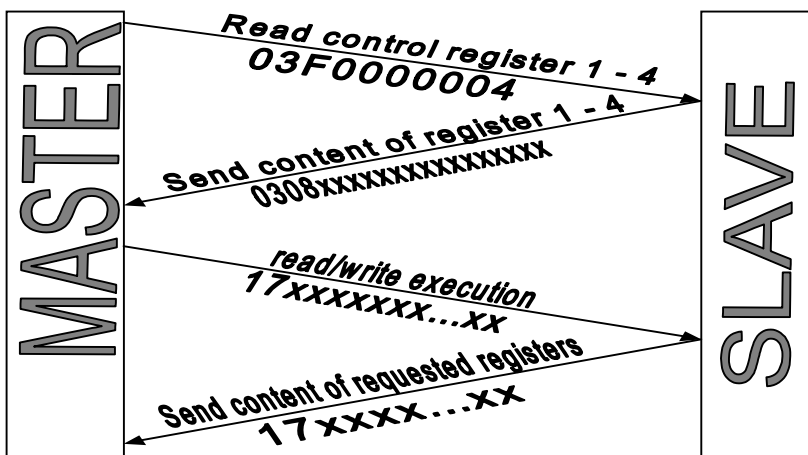 MASTER
Read control register 1 - 4
03F0000004
Send content of register 1 - 4
0308xxxxxxxxxxxxxxxx
read/write execution
17xxxxxxx...xx
Send content of requested registers
17xxxx...xx
SLAVE